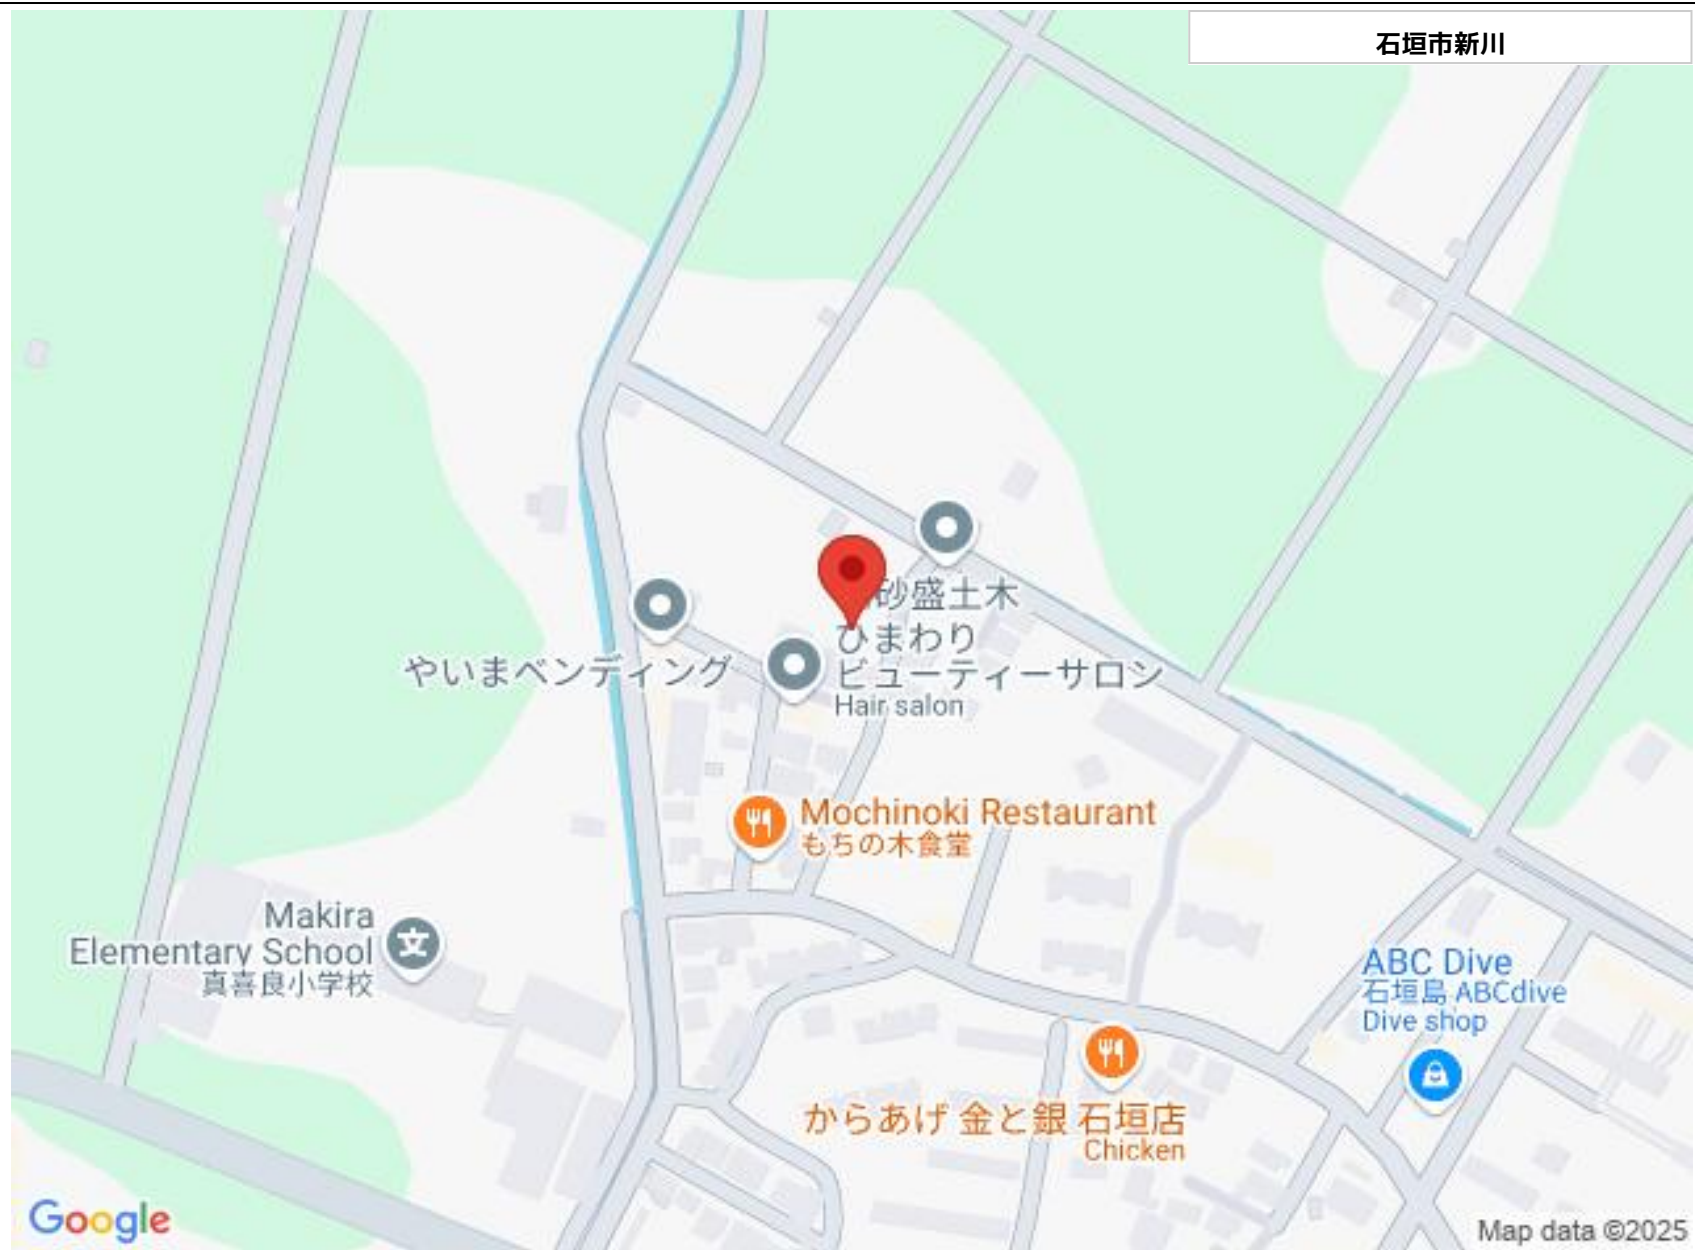 石垣市新川
砂盛土木
ひまわり
ビューティーサロン
Hair salon
やいまベンディング
Mochinoki Restaurant
もちの木食堂
Makira
Elementary School
真喜良小学校
ABC Dive
石垣島 ABCdive
Dive shop
からあげ 金と銀 石垣店
Chicken
Google
Map data ©2025